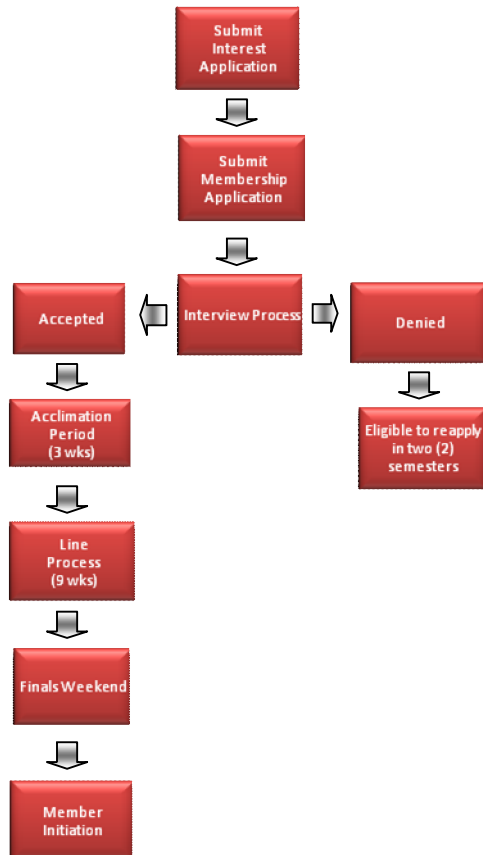 Submit
Interest
Application
Submit
Membership
Application
Interview Process
Accepted
Denied
Acclimation
Period
(3 wks)
Eligible to reapply
in two (2)
semesters
Line
Process
(9 wks)
Finals Weekend
Member
Initiation